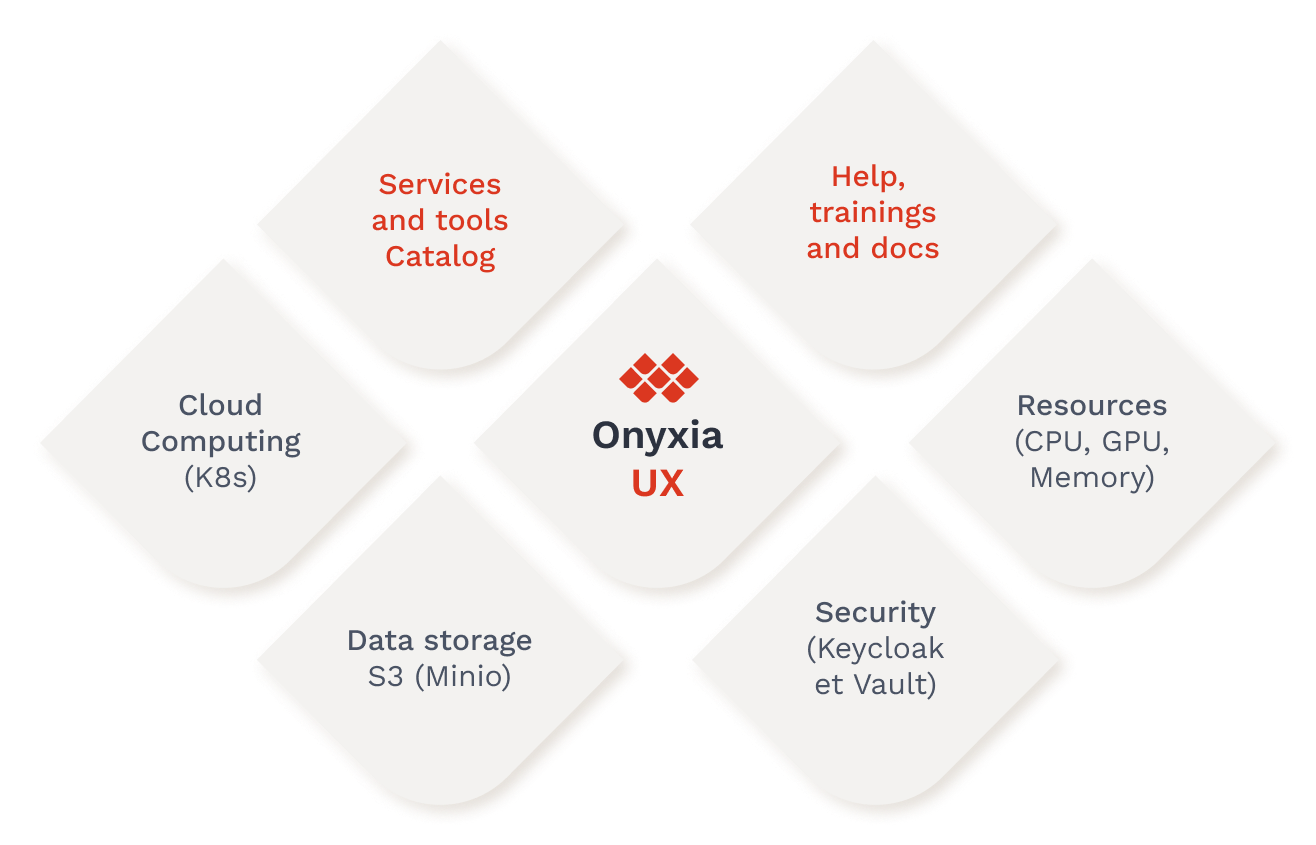 Services
and tools
Catalog
Help,
trainings
and docs
Cloud
Computing
(K8s)
Onyxia
UX
Resources
(CPU, GPU,
Memory)
Data storage
S3 (Minio)
Security
(Keycloak
et Vault)